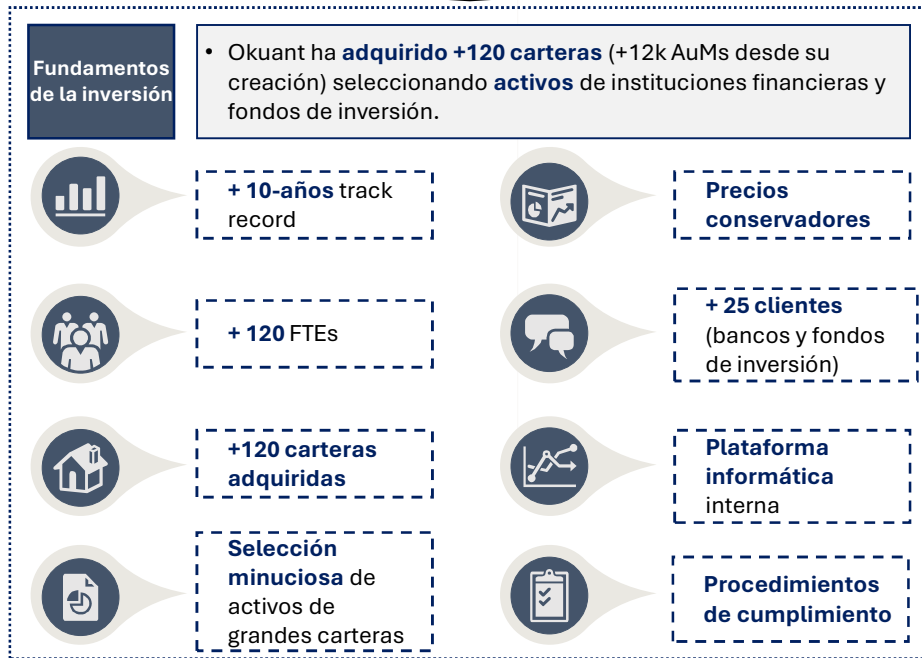 Fundamentos
de la inversión
• Okuant ha adquirido +120 carteras (+12k AuMs desde su
creación) seleccionando activos de instituciones financieras y
fondos de inversión.
+ 10-años track
record
Precios
conservadores
+ 120 FTEs
+ 25 clientes
(bancos y fondos
de inversión)
+120 carteras
adquiridas
Plataforma
informática
interna
Selección
minuciosa de
activos de
grandes carteras
Procedimientos
de cumplimiento